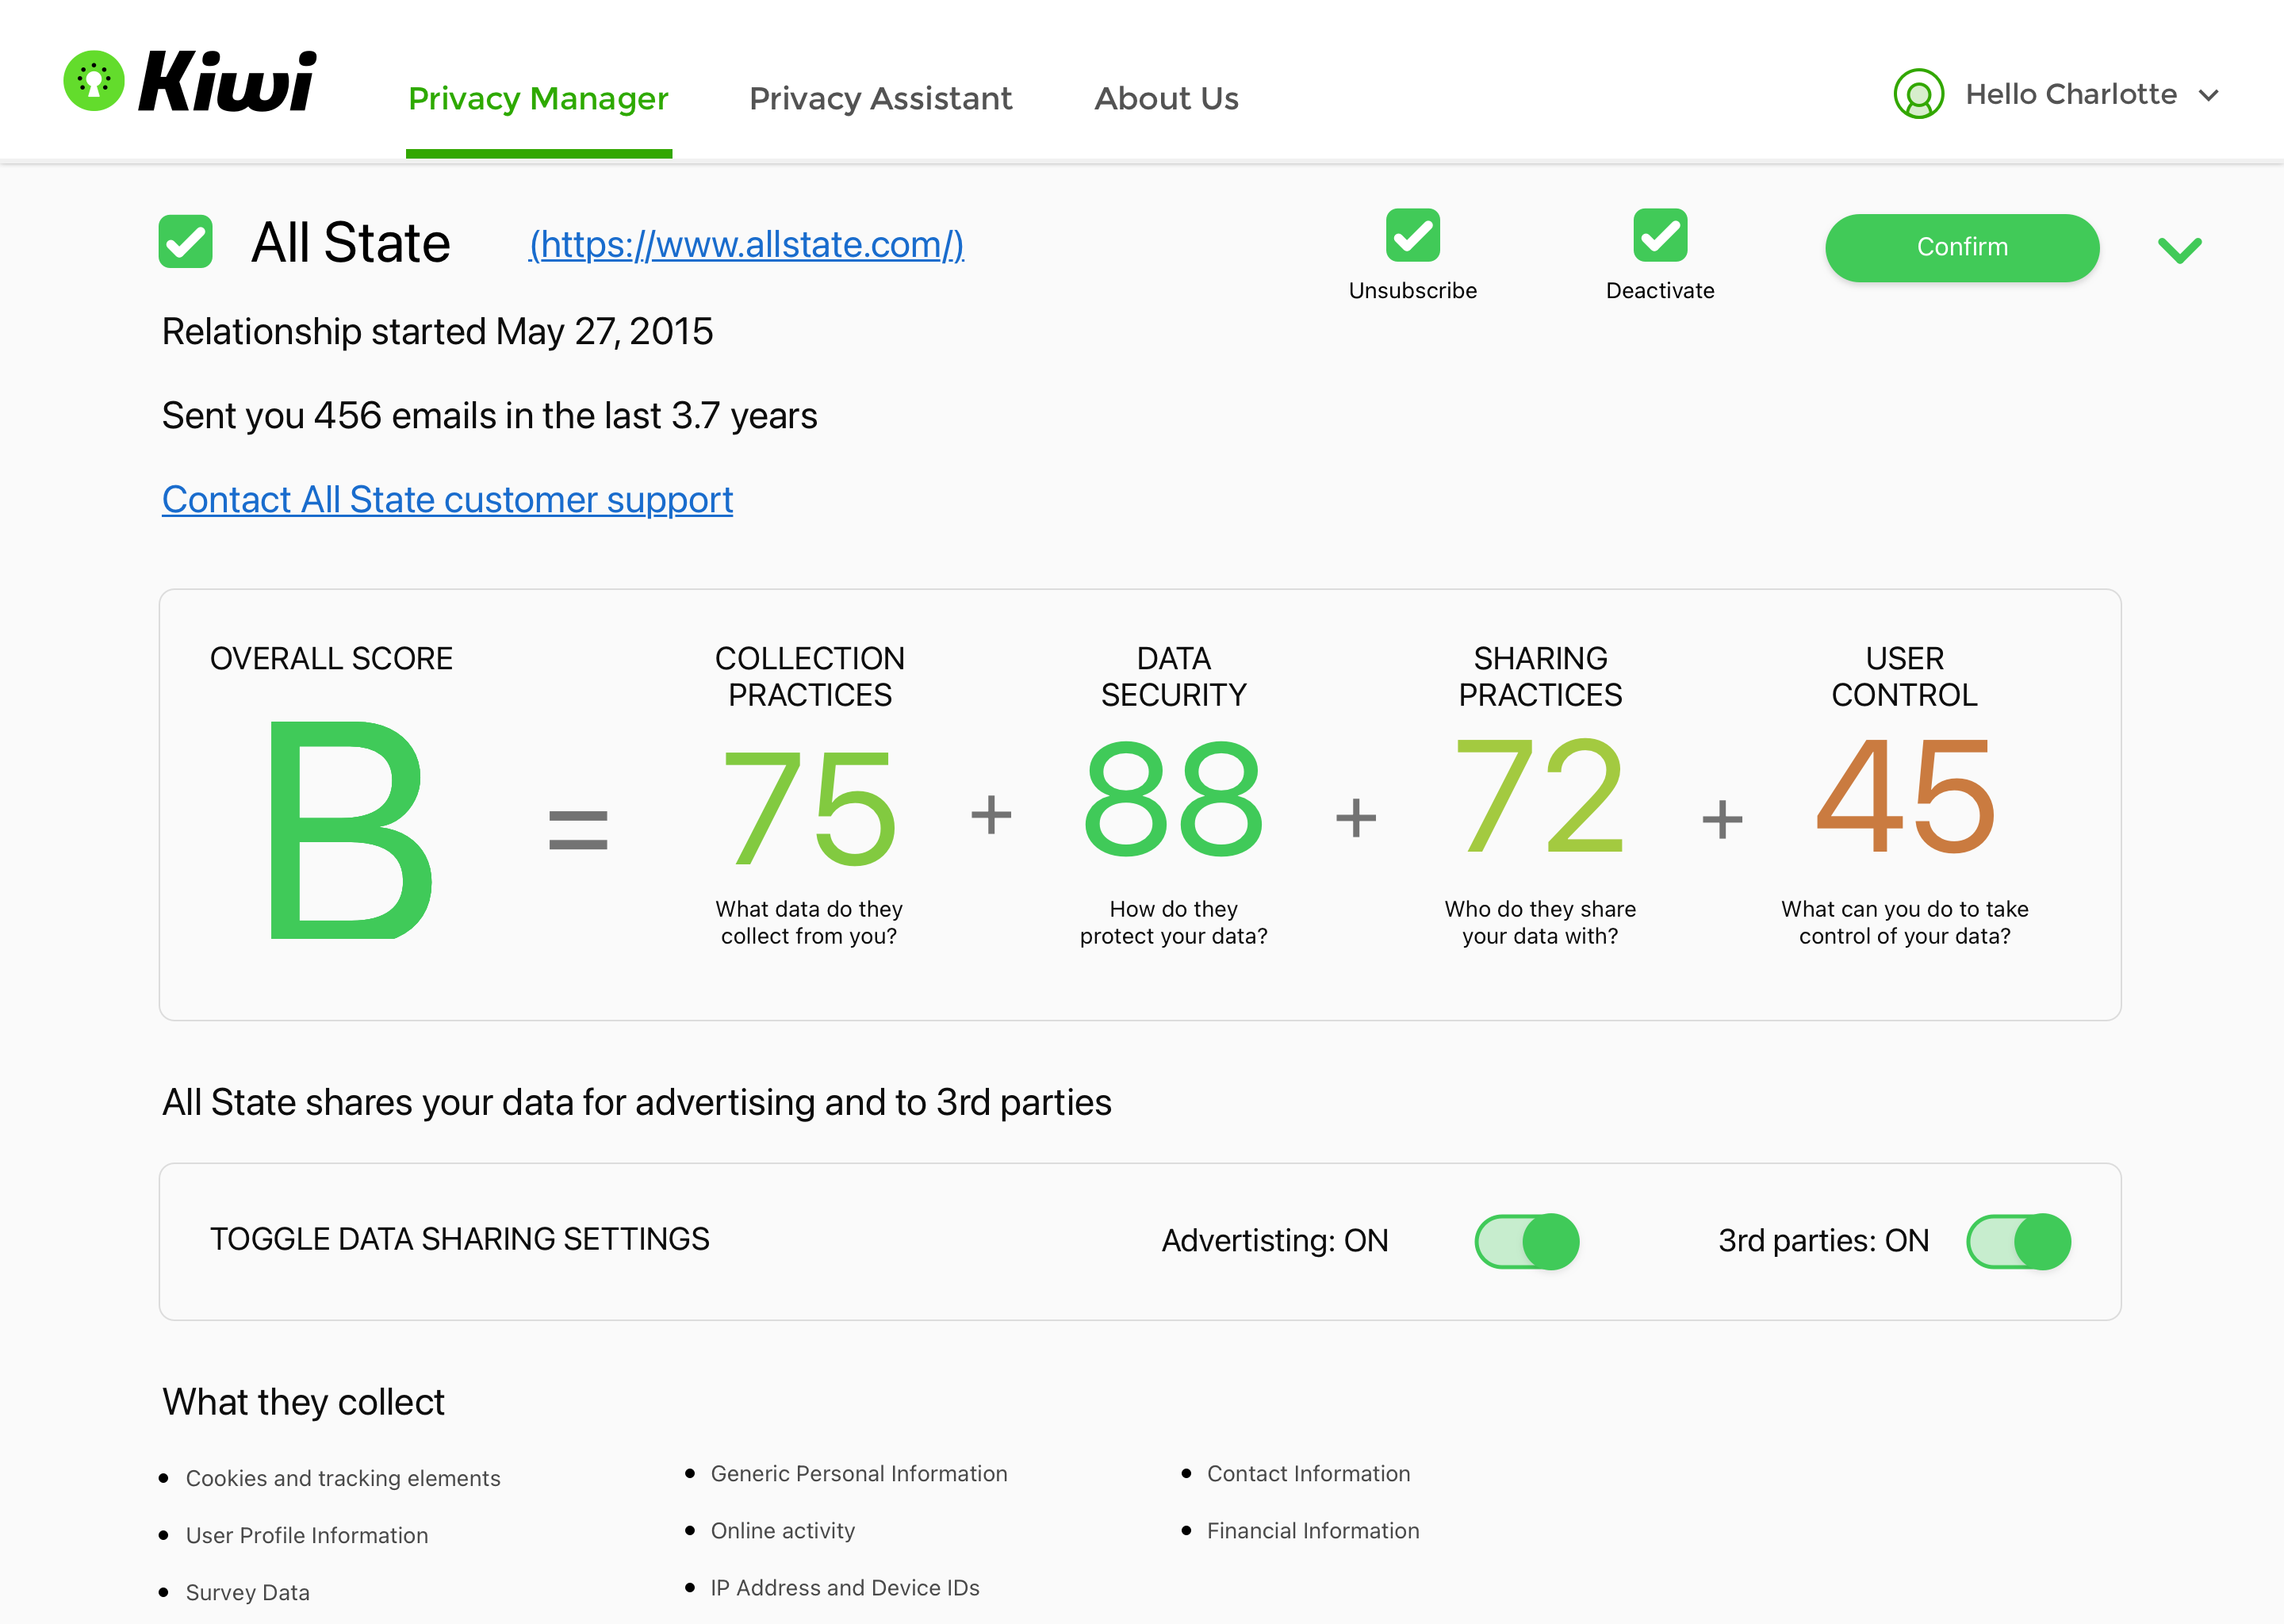 Kiwi
Privacy Manager
Privacy Assistant
About Us
Hello Charlotte
All State
(https://www.allstate.com/)
Unsubscribe
Deactivate
Confirm
Relationship started May 27, 2015
Sent you 456 emails in the last 3.7 years
Contact All State customer support
OVERALL SCORE
B
=
COLLECTION
PRACTICES
75
What data do they
collect from you?
+
DATA
SECURITY
88
How do they
protect your data?
+
SHARING
PRACTICES
72
Who do they share
your data with?
+
USER
CONTROL
45
What can you do to take
control of your data?
All State shares your data for advertising and to 3rd parties
TOGGLE DATA SHARING SETTINGS
Advertisting: ON
3rd parties: ON
What they collect
Cookies and tracking elements
User Profile Information
Survey Data
Generic Personal Information
Online activity
IP Address and Device IDs
Contact Information
Financial Information